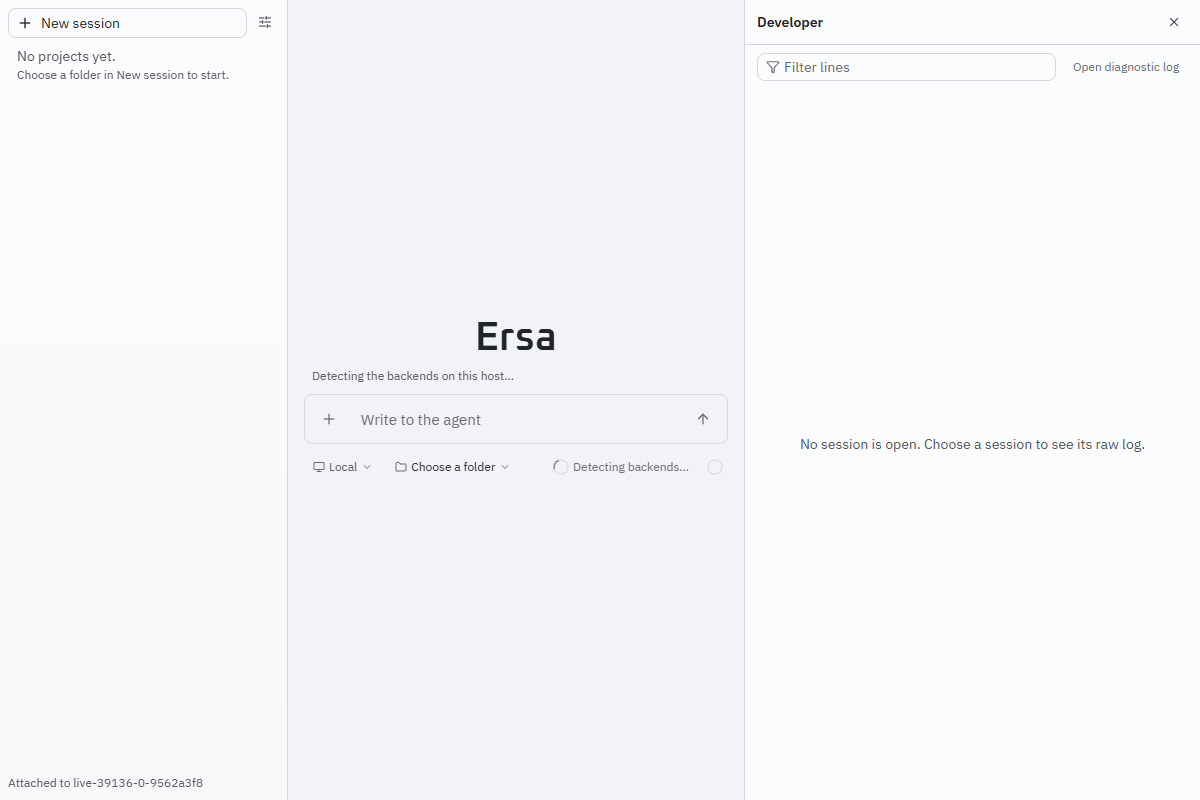 New session
No projects yet.
Choose a folder in New session to start.
Attached to live-39136-0-9562a3f8
Ersa
Detecting the backends on this host...
Write to the agent
Local
Choose a folder
Detecting backends...
Developer
Filter lines
Open diagnostic log
No session is open. Choose a session to see its raw log.